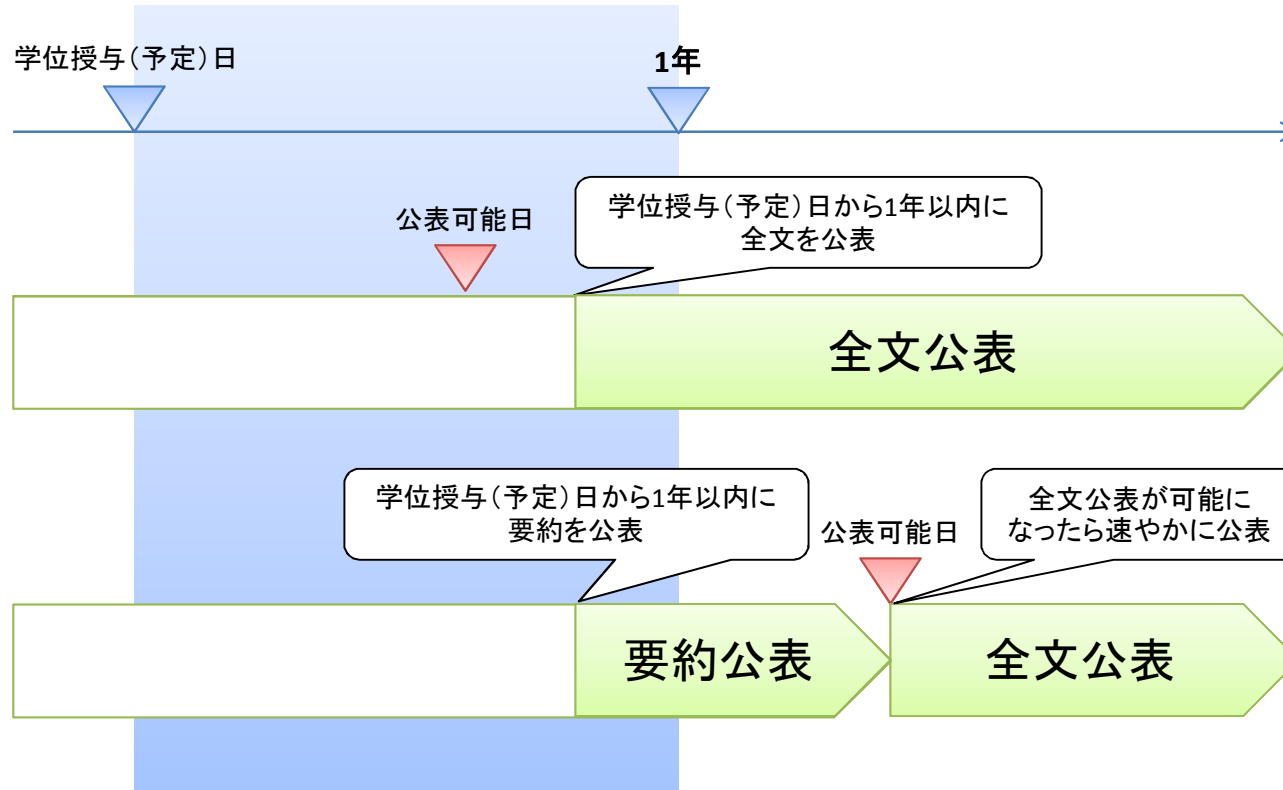 学位授与（予定）日
1年
学位授与（予定）日から1年以内に
全文を公表
公表可能日
全文公表
学位授与（予定）日から1年以内に
要約を公表
全文公表が可能に
なったら速やかに公表
公表可能日
要約公表
全文公表